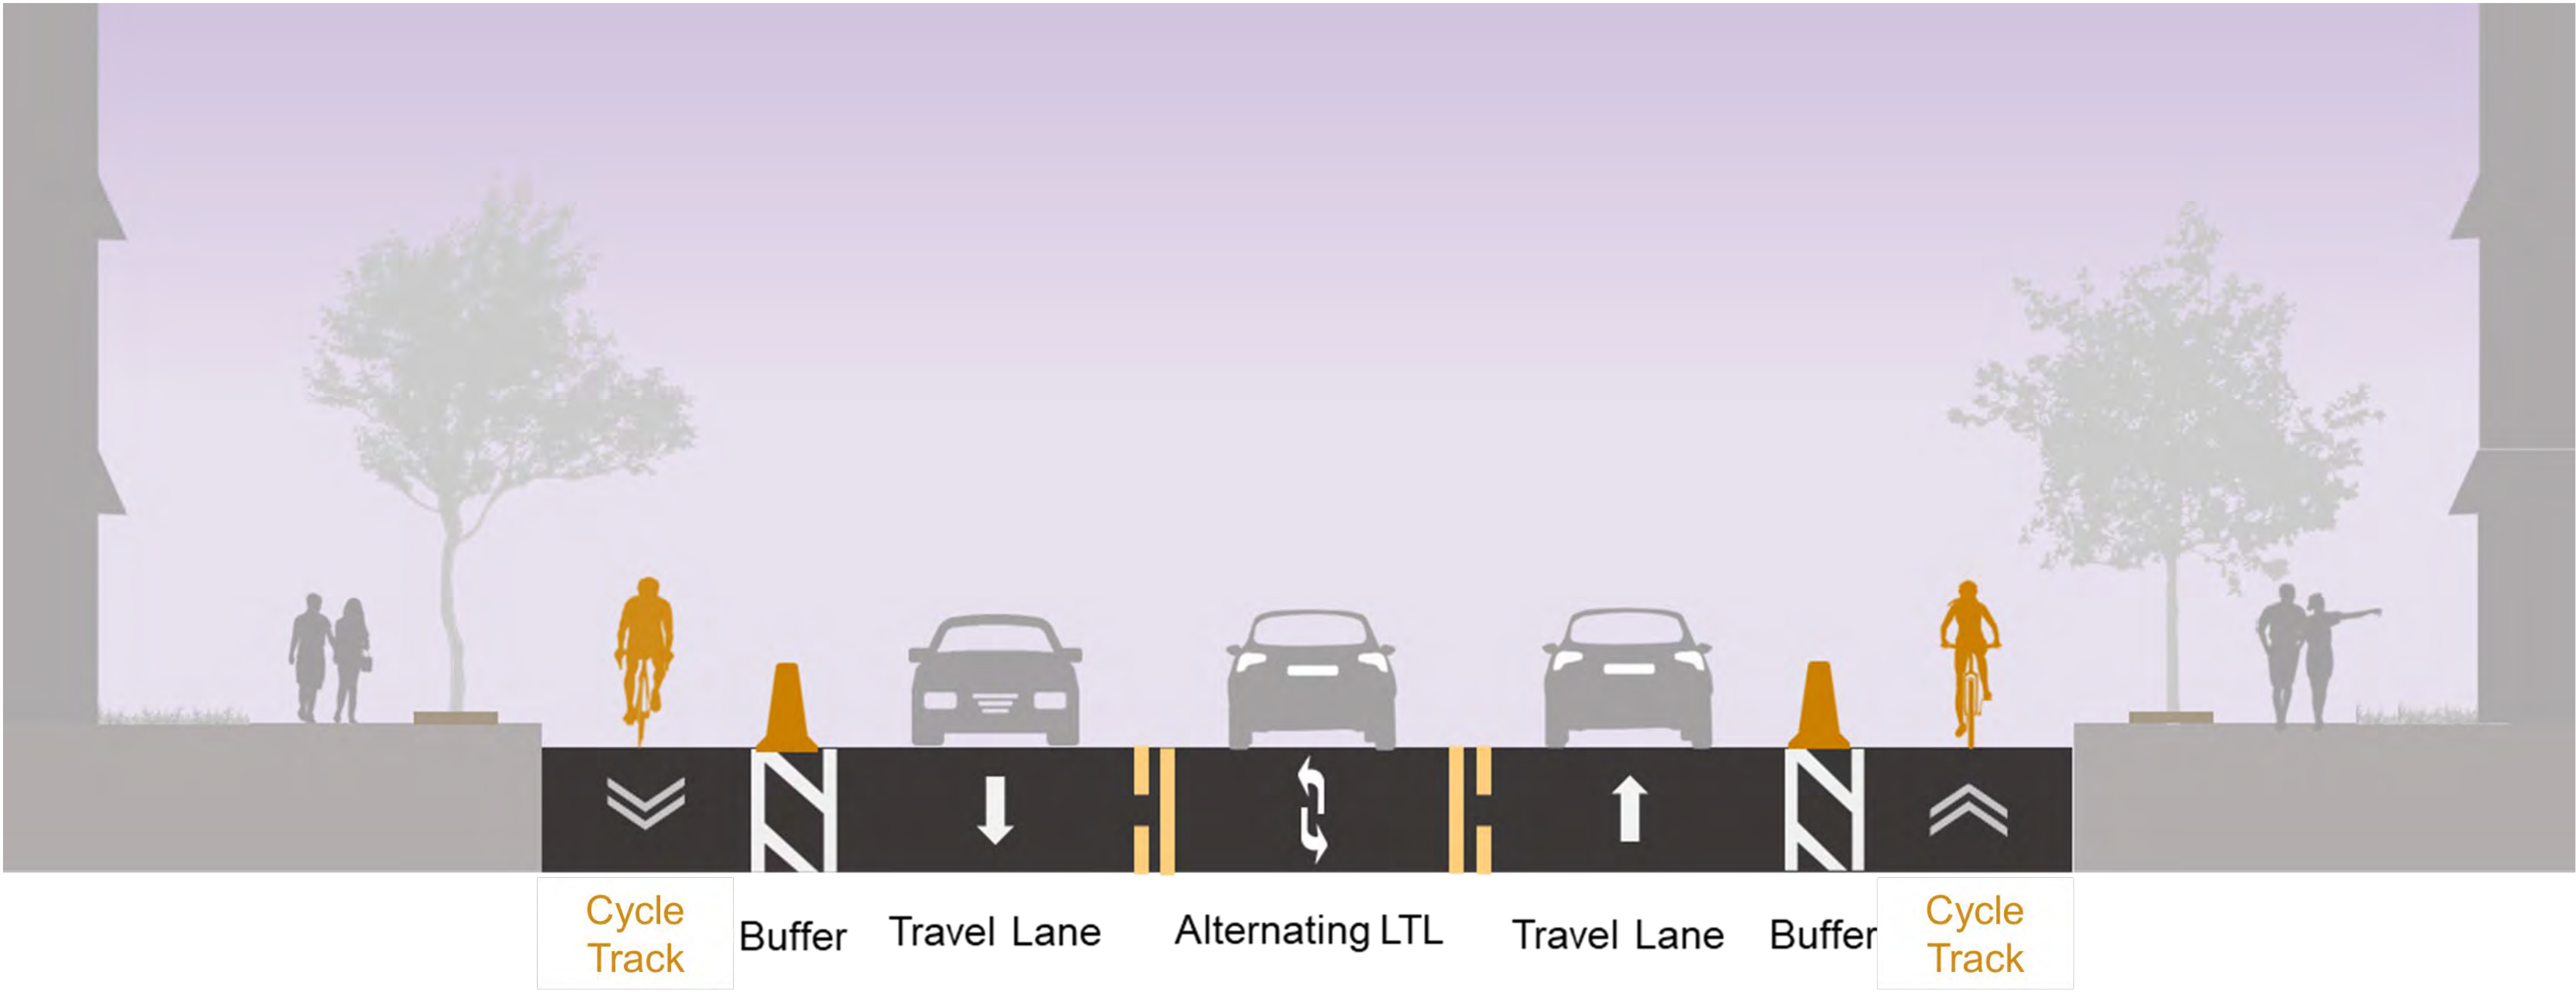 Cycle
Track
Buffer
Travel Lane
Alternating LTL
Travel Lane
Buffer
Cycle
Track